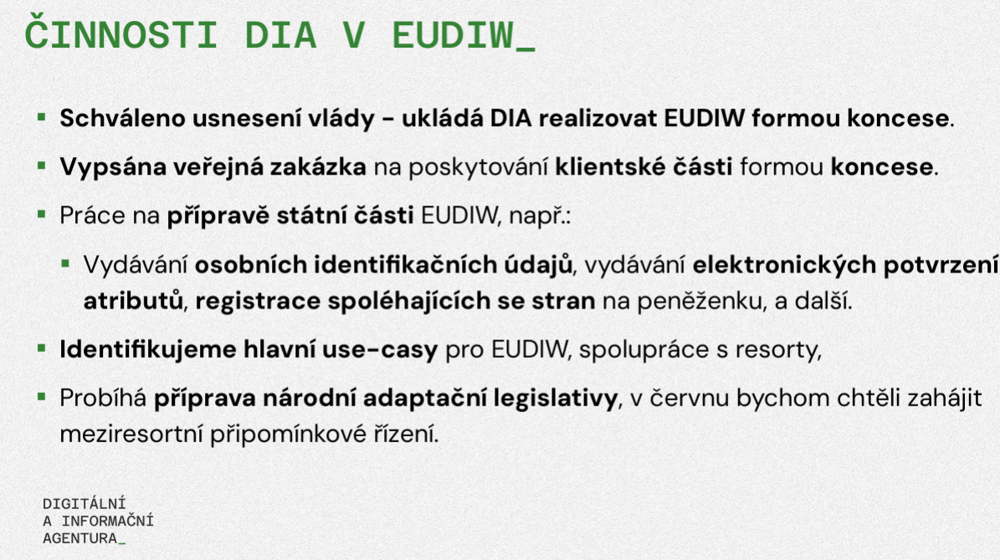 ČINNOSTI DIA V EUDIW_
Schváleno usnesení vlády – ukládá DIA realizovat EUDIW formou koncese.
Vypsána veřejná zakázka na poskytování klientské části formou koncese.
Práce na přípravě státní části EUDIW, např.:
Vydávání osobních identifikačních údajů, vydávání elektronických potvrzení
atributů, registrace spoléhajících se stran na peněženku, a další.
Identifikujeme hlavní use-casy pro EUDIW, spolupráce s resorty,
Probíhá příprava národní adaptační legislativy, v červnu bychom chtěli zahájit
meziresortní připomínkové řízení.
DIGITÁLNÍ
A INFORMAČNÍ
AGENTURA_